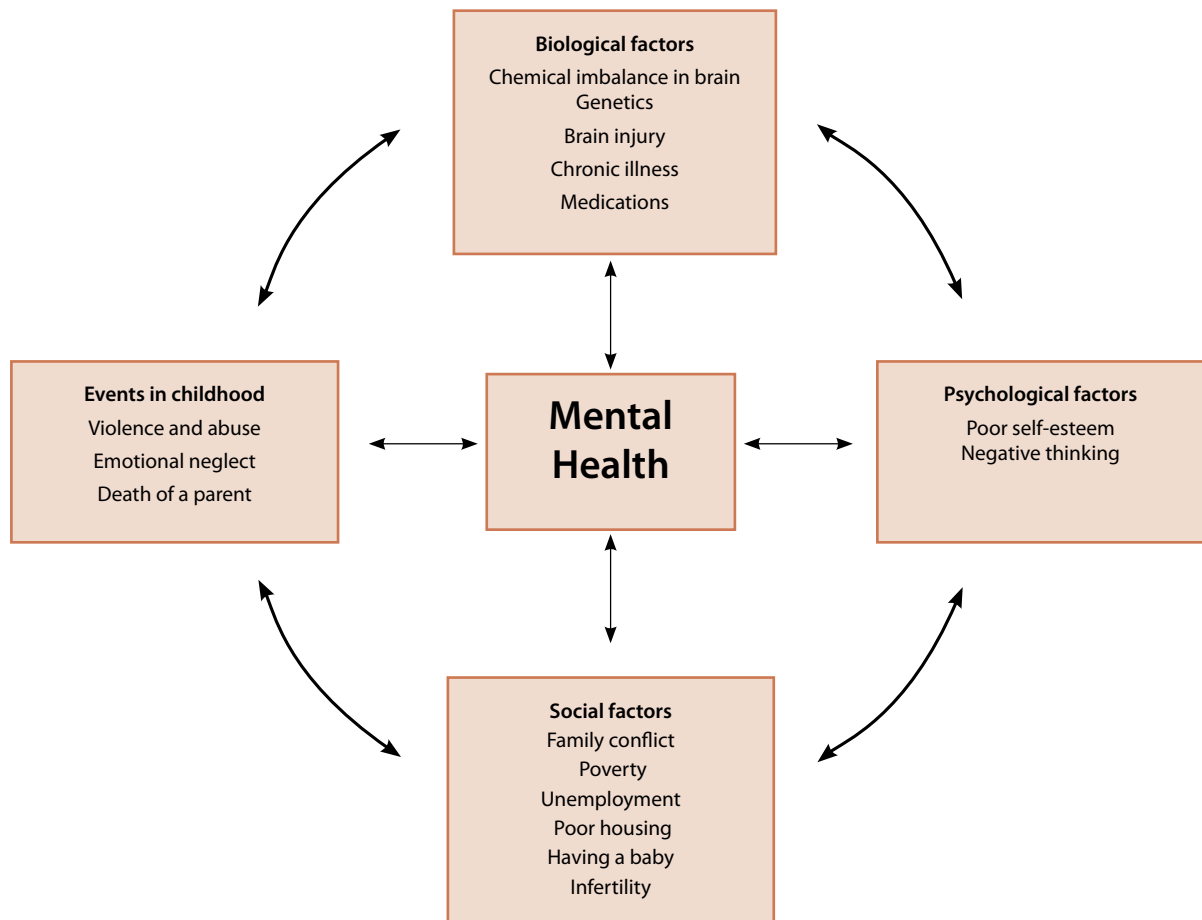 Biological factors
Chemical imbalance in brain
Genetics
Brain injury
Chronic illness
Medications
Events in childhood
Violence and abuse
Emotional neglect
Death of a parent
Mental
Health
Psychological factors
Poor self-esteem
Negative thinking
Social factors
Family conflict
Poverty
Unemployment
Poor housing
Having a baby
Infertility